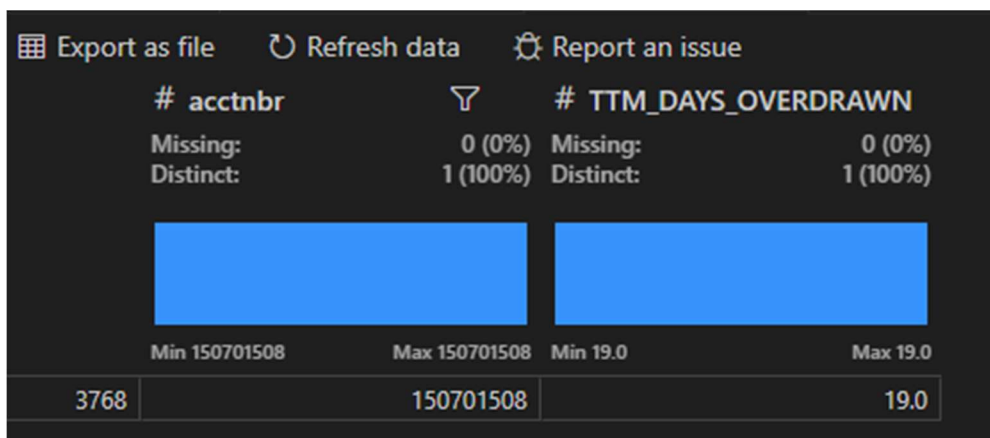 Export as file Refresh data Report an issue
# acctnbr # TTM_DAYS_OVERDRAWN
Missing: 0 (0%) Missing: 0 (0%)
Distinct: 1 (100%) Distinct: 1 (100%)
Min 150701508 Max 150701508 Min 19.0 Max 19.0
3768 150701508 19.0